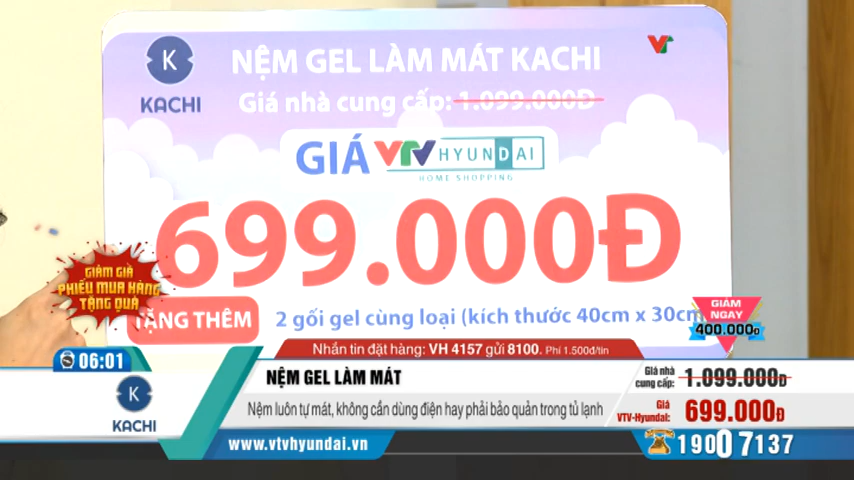 K
KACHI
NỆM GEL LÀM MÁT KACHI
Giá nhà cung cấp: 1.099.000Đ
GIÁ VTV HYUNDAI
HOME SHOPPING
699.000Đ
TẶNG THÊM 2 gối gel cùng loại (kích thước 40cm x 30cm
GIẢM GIÁ
PHIẾU MUA HÀNG
TẶNG QUÀ
GIẢM
NGAY
400.000Đ
06:01
Nhắn tin đặt hàng: VH 4157 gửi 8100. Phí 1.500đ/tin
K
KACHI
NỆM GEL LÀM MÁT
Nệm luôn tự mát, không cần dùng điện hay phải bảo quản trong tủ lạnh
Giá nhà
cung cấp: 1.099.000Đ
Giá
VTV-Hyundai: 699.000Đ
www.vtvhyundai.vn
1900 7137